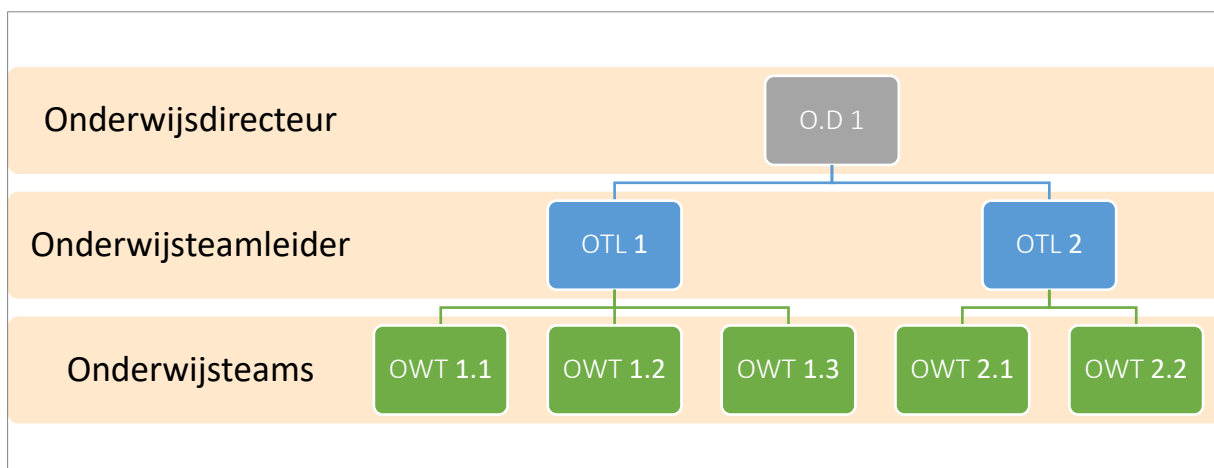 Onderwijsdirecteur
O.D 1
Onderwijsteamleider
OTL 1
OTL 2
Onderwijsteams
OWT 1.1
OWT 1.2
OWT 1.3
OWT 2.1
OWT 2.2